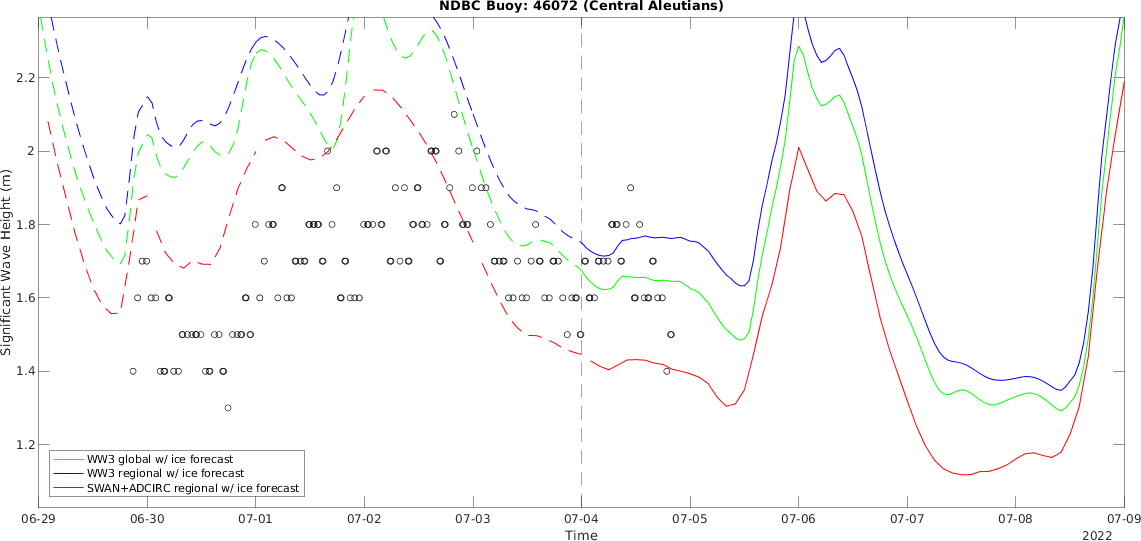 NDBC Buoy: 46072 (Central Aleutians)
Significant Wave Height (m)
2.2
2
1.8
1.6
1.4
1.2
WW3 global w/ ice forecast
WW3 regional w/ ice forecast
SWAN+ADCIRC regional w/ ice forecast
06-29 06-30 07-01 07-02 07-03 07-04 07-05 07-06 07-07 07-08 07-09
Time
2022